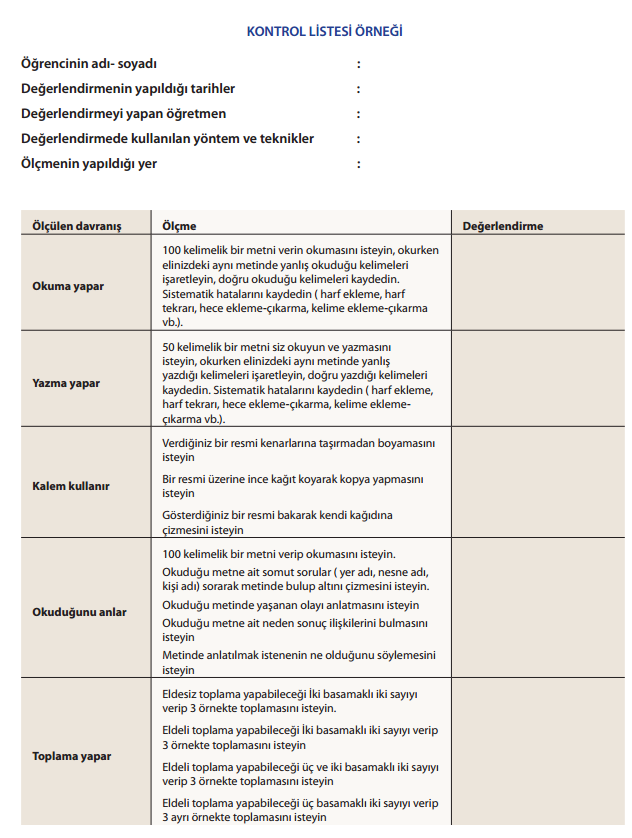 KONTROL LİSTESİ ÖRNEĞİ
Öğrencinin adı- soyadı :
Değerlendirmenin yapıldığı tarihler :
Değerlendirmeyi yapan öğretmen :
Değerlendirmede kullanılan yöntem ve teknikler :
Ölçmenin yapıldığı yer :
Ölçülen davranış Ölçme Değerlendirme
Okuma yapar
100 kelimelik bir metni verin okumasını isteyin, okurken
elinizdeki aynı metinde yanlış okuduğu kelimeleri
işaretleyin, doğru okuduğu kelimeleri kaydedin.
Sistematik hatalarını kaydedin ( harf ekleme, harf
tekrarı, hece ekleme-çıkarma, kelime ekleme-çıkarma
vb.).
Yazma yapar
50 kelimelik bir metni siz okuyun ve yazmasını
isteyin, okurken elinizdeki aynı metinde yanlış
yazdığı kelimeleri işaretleyin, doğru yazdığı kelimeleri
kaydedin. Sistematik hatalarını kaydedin ( harf ekleme,
harf tekrarı, hece ekleme-çıkarma, kelime ekleme-
çıkarma vb.).
Kalem kullanır
Verdiğiniz bir resmi kenarlarına taşırmadan boyamasını
isteyin
Bir resmi üzerine ince kağıt koyarak kopya yapmasını
isteyin
Gösterdiğiniz bir resmi bakarak kendi kağıdına
çizmesini isteyin
Okuduğunu anlar
100 kelimelik bir metni verip okumasını isteyin.
Okuduğu metne ait somut sorular ( yer adı, nesne adı,
kişi adı) sorarak metinde bulup altını çizmesini isteyin.
Okuduğu metinde yaşanan olayı anlatmasını isteyin
Okuduğu metne ait neden sonuç ilişkilerini bulmasını
isteyin
Metinde anlatılmak istenenin ne olduğunu söylemesini
isteyin
Toplama yapar
Eldesiz toplama yapabileceği İki basamaklı iki sayıyı
verip 3 örnekte toplamasını isteyin.
Eldeli toplama yapabileceği İki basamaklı iki sayıyı verip
3 örnekte toplamasını isteyin
Eldeli toplama yapabileceği üç ve iki basamaklı iki sayıyı
verip 3 örnekte toplamasını isteyin
Eldeli toplama yapabileceği üç basamaklı iki sayıyı verip
3 ayrı örnekte toplamasını isteyin